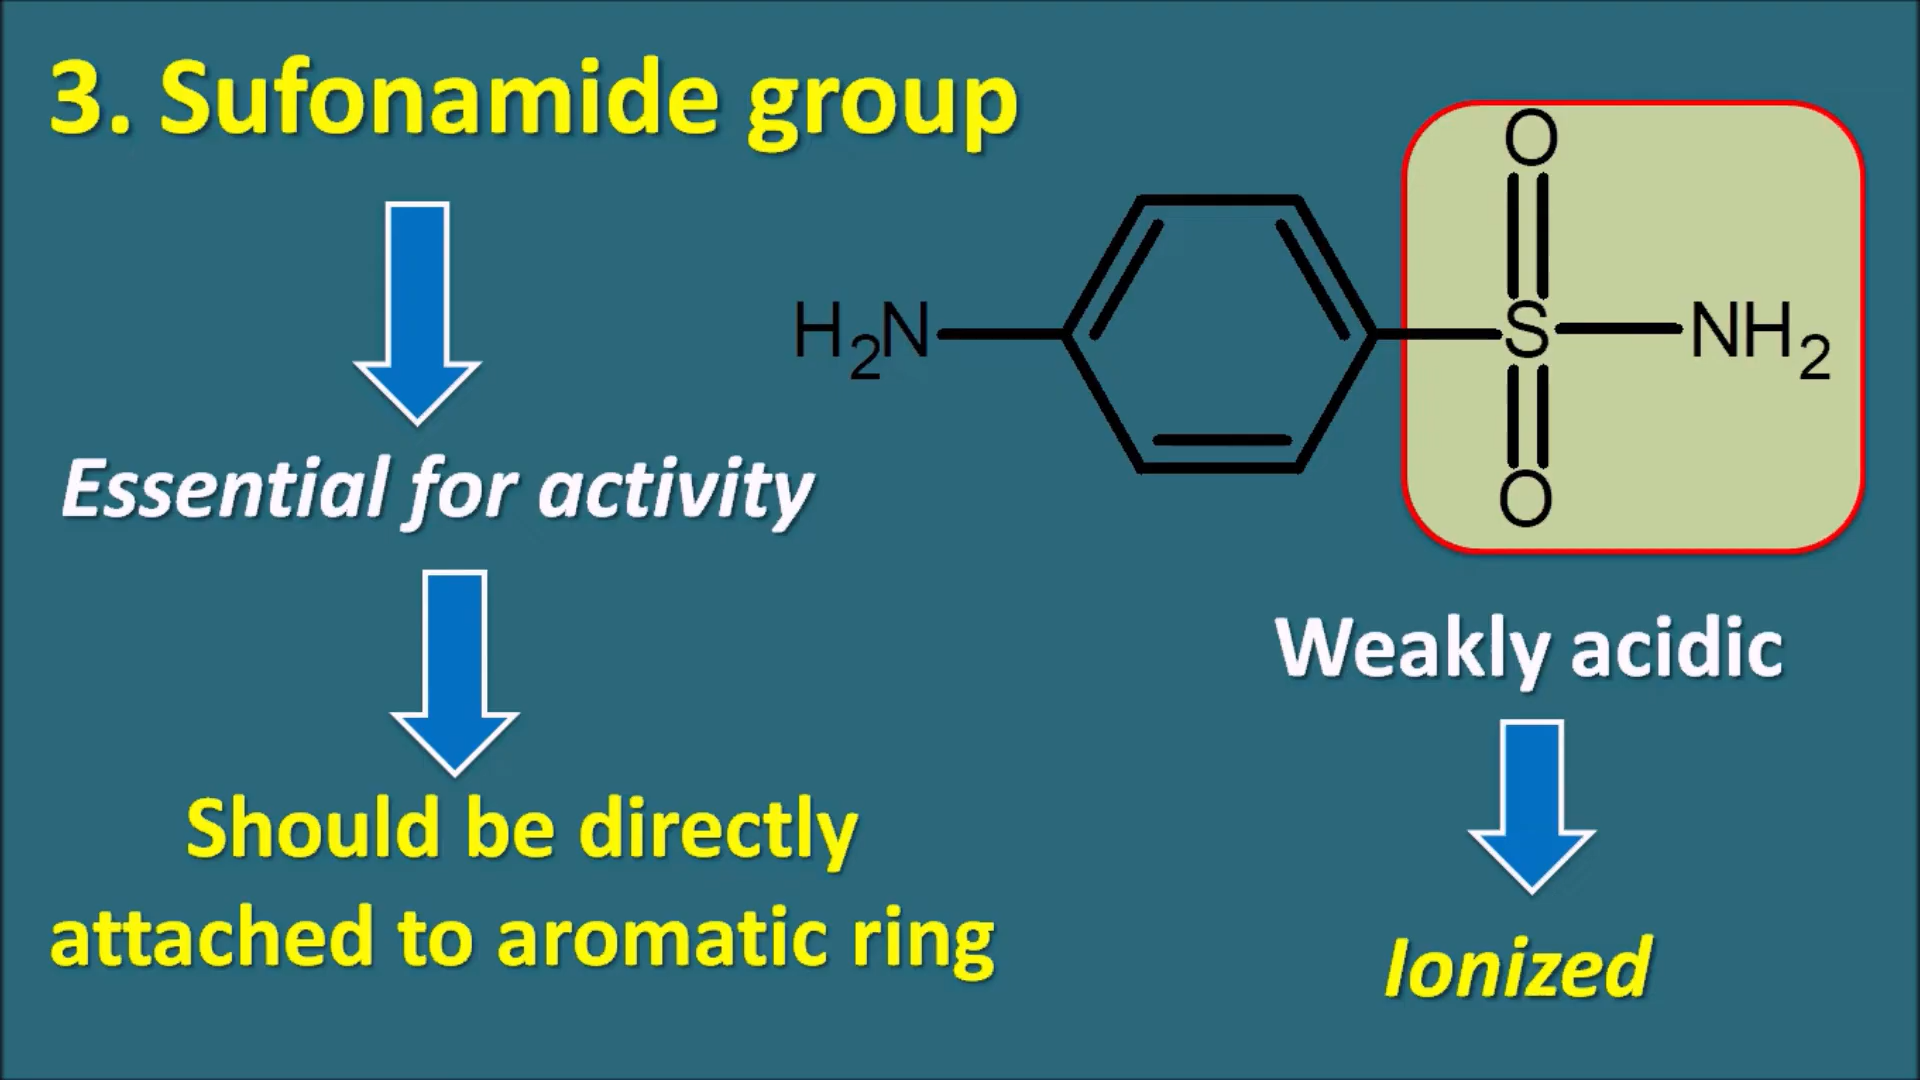 3. Sufonamide group
O
H2N
S
NH2
O
Essential for activity
Weakly acidic
Should be directly
attached to aromatic ring
Ionized